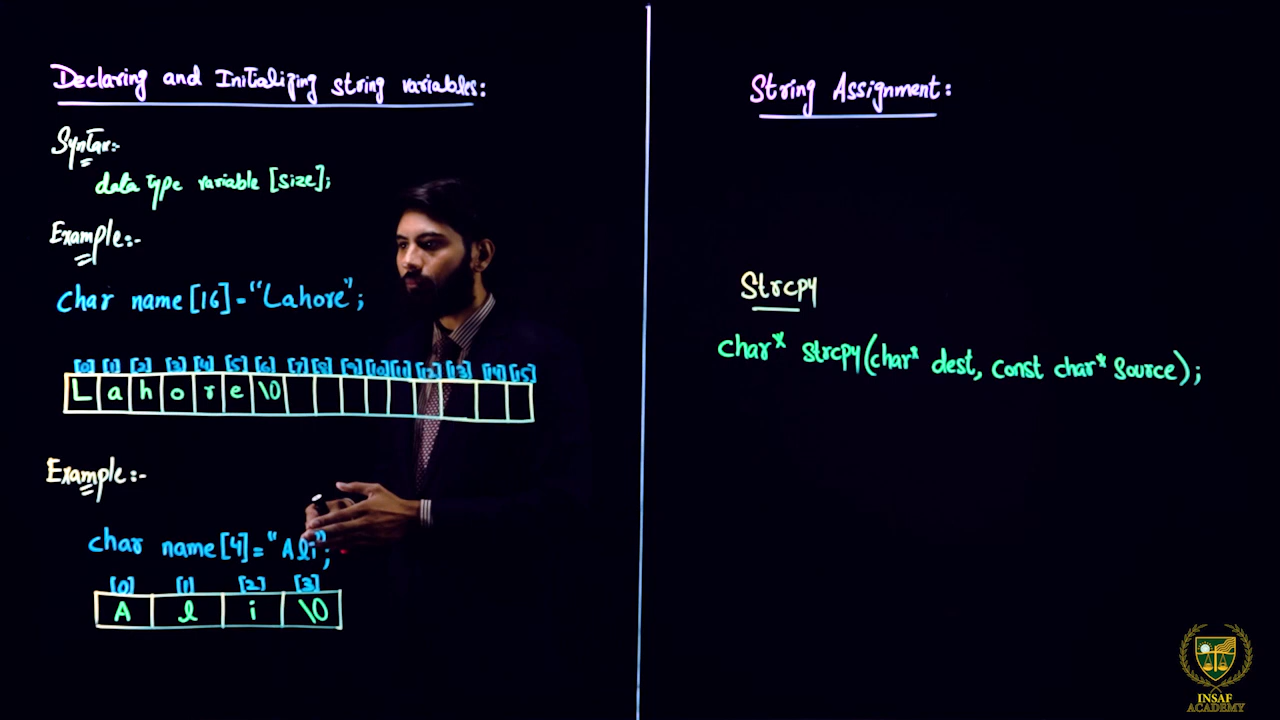 Declaring and Initializing string variables:
Syntax:-
data type variable [size];
Example:-
char name[16]="Lahore";
[0] [1] [2] [3] [4] [5] [6] [7] [8] [9] [10] [11] [12] [13] [14] [15]
L a h o r e \0
Example:-
char name[4]="Ali";
[0] [1] [2] [3]
A l i \0
String Assignment:
Strcpy
char* strcpy(char* dest, const char* Source);
INSAF
ACADEMY